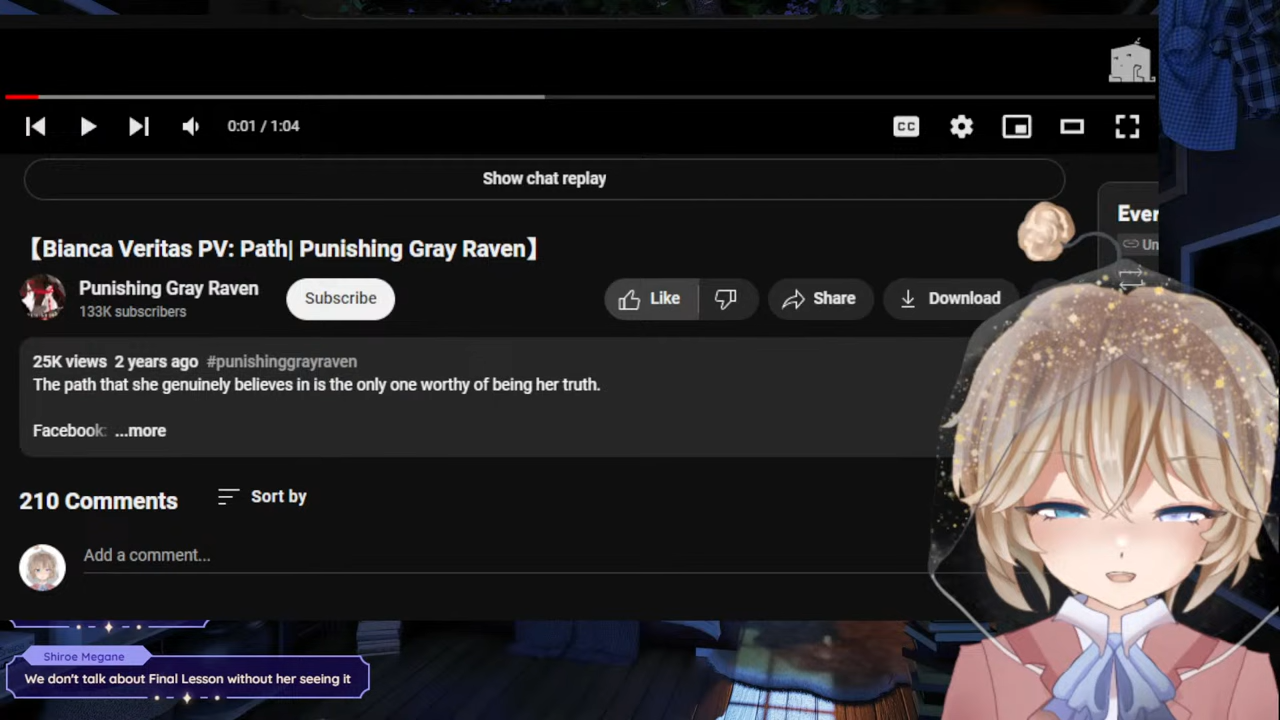 0:01 / 1:04
CC
Show chat replay
【Bianca Veritas PV: Path| Punishing Gray Raven】
Punishing Gray Raven
133K subscribers
Subscribe
Like
Share
Download
25K views 2 years ago #punishinggrayraven
The path that she genuinely believes in is the only one worthy of being her truth.
Facebook: ...more
210 Comments
Sort by
Add a comment...
Shiroe Megane
We don't talk about Final Lesson without her seeing it